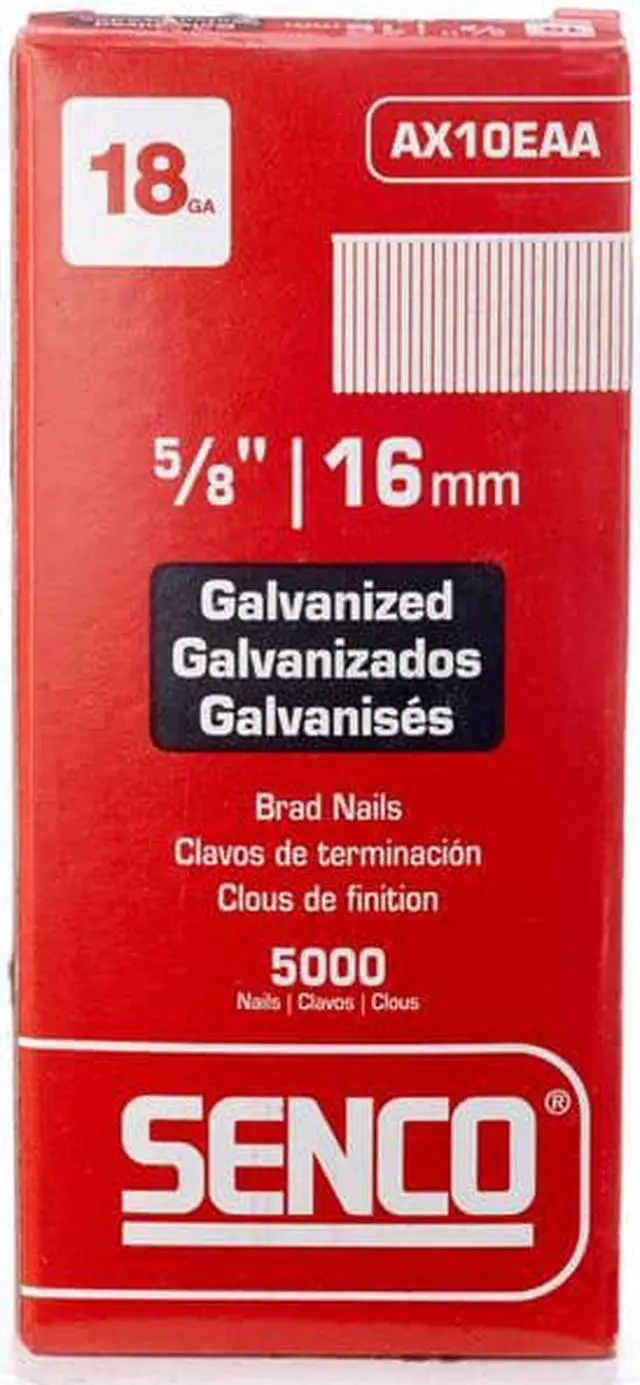 18GA
AX10EAA
5/8" | 16mm
Galvanized
Galvanizados
Galvanisés
Brad Nails
Clavos de terminación
Clous de finition
5000
Nails | Clavos | Clous
SENCO®